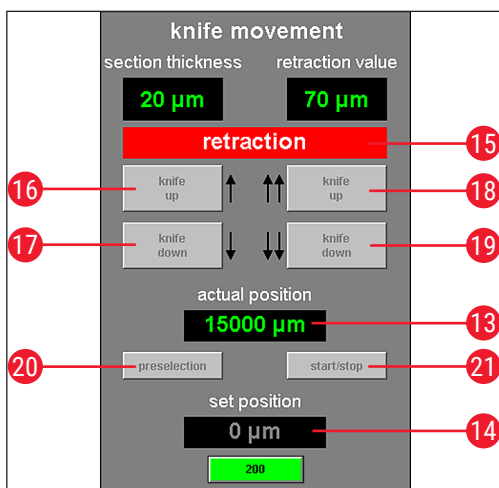 knife movement
section thickness retraction value
20 µm 70 µm
retraction 15
16 knife up knife up 18
17 knife down knife down 19
actual position
15000 µm 13
20 preselection start/stop 21
set position
0 µm 14
200